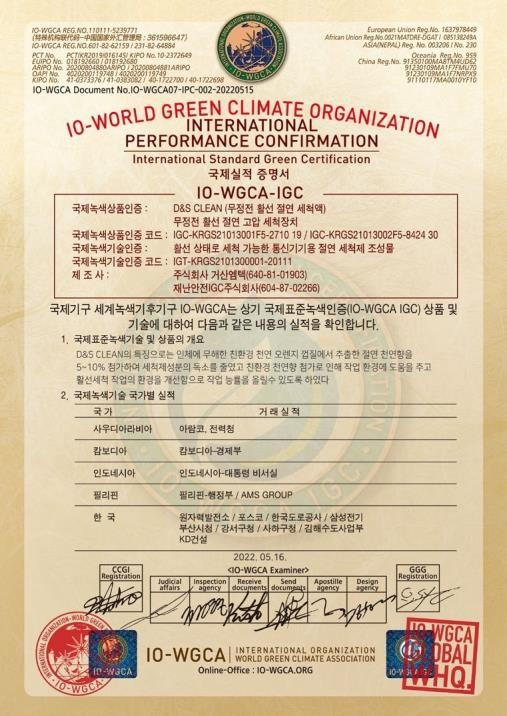 IO-WGCA REG.NO.110111-5239771
(特殊机构联代码-中国国家外汇管理号 : 361596647)
IO-WGCA REG.NO.601-82-62159 / 231-82-64884
PCT No. PCTIKR2019/016145/ KIPO No.10-2372649
EUIPO No. 018192660 / 018192680
ARIPO No. 20200804880ARIPO / 20200804881ARIPO
OAPI No. 4020200119748 / 4020200119749
KIPO No. 41-0373376 / 41-0383082 / 40-1722700 / 40-1722698
IO-WGCA Document No.IO-WGCA07-IPC-002-20220515
European Union Reg.No. 1637978449
African Union Reg.No.0021MATDRE-DGAT | 08513824BA
ASIA(NEPAL) Reg. No. 003206 / No. 230
Oceania Reg.No. 959
China Reg.No. 91350100MA8TM4UD62
91230109MA1F7FMU70
91230109MA1F7NRPX9
91110117MA0010YF10
IO-WGCA
IO-WORLD GREEN CLIMATE ORGANIZATION
INTERNATIONAL
PERFORMANCE CONFIRMATION
International Standard Green Certification
국제실적 증명서
IO-WGCA-IGC
국제녹색상품인증 : D&S CLEAN (무정전 활선 절연 세척액)
무정전 활선 절연 고압 세척장치
국제녹색상품인증 코드 : IGC-KRGS21013001F5-2710 19 / IGC-KRGS21013002F5-8424 30
국제녹색기술인증 : 활선 상태로 세척 가능한 통신기기용 절연 세척제 조성물
국제녹색기술인증 코드 : IGT-KRGS2101300001-20111
제 조 사 : 주식회사 거산엠텍(640-81-01903)
재난안전IGC주식회사(604-87-02266)
국제기구 세계녹색기후기구 IO-WGCA는 상기 국제표준녹색인증(IO-WGCA IGC) 상품 및
기술에 대하여 다음과 같은 내용의 실적을 확인합니다.
1. 국제표준녹색기술 및 상품의 개요
D&S CLEAN의 특징으로는 인체에 무해한 친환경 천연 오렌지 껍질에서 추출한 절연 천연향을
5~10% 첨가하여 세척제성분의 독소를 줄였고 친환경 천연향 첨가로 인해 작업 환경에 도움을 주고
활선세척 작업의 환경을 개선함으로 작업 능률을 올릴수 있도록 하였다
2. 국제녹색기술 국가별 실적
국 가 거 래 실 적
사우디아라비아 아람코, 전력청
캄보디아 캄보디아-경제부
인도네시아 인도네시아-대통령 비서실
필리핀 필리핀-행정부 / AMS GROUP
한 국 원자력발전소 / 포스코 / 한국도로공사 / 삼성전기
부산시청 / 강서구청 / 사하구청 / 김해수도사업부
KD건설
2022. 05.16.
<IO-WGCA Examiner>
CCGI
Registration
Judicial
affairs
Inspection
agency
Receive
documents
Send
documents
Apostille
agency
Design
agency
GGG
Registration
IO-WGCA
IO-WGCA
INTERNATIONAL ORGANIZATION
WORLD GREEN CLIMATE ASSOCIATION
Online-Office : IO-WGCA.ORG
IO-WGCA
GLOBAL
WHQ.